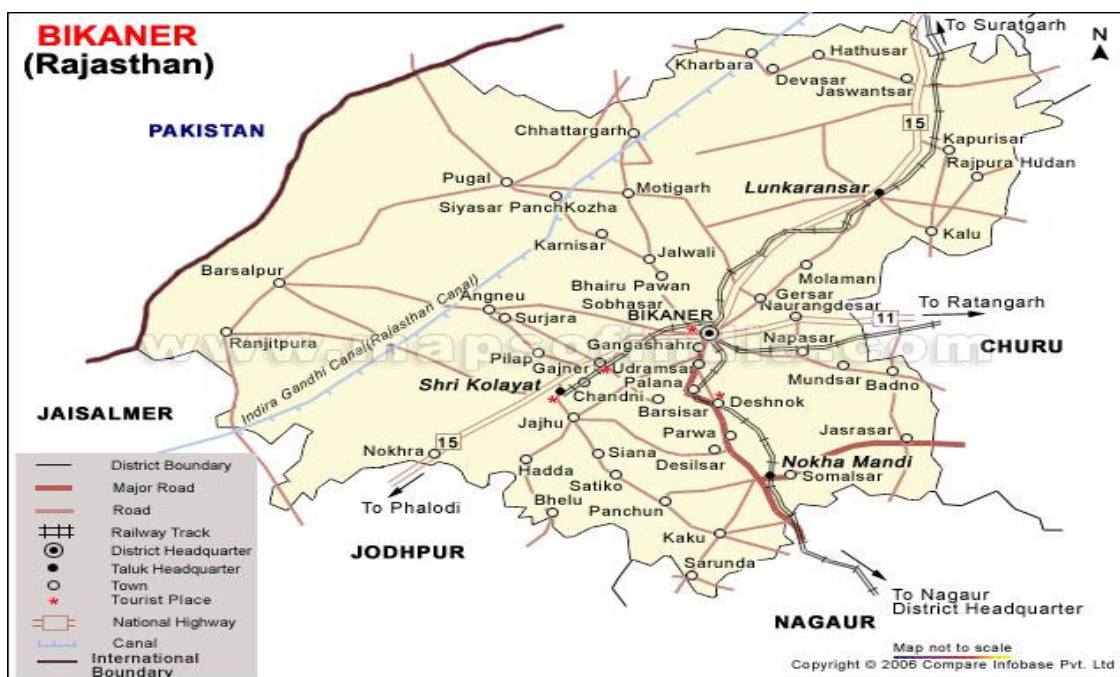 BIKANER
(Rajasthan)
To Suratgarh
N
Kharbara
Hathusar
Devasar
Jaswantsar
PAKISTAN
15
Chhattargarh
Kapurisar
Rajpura Hudan
Pugal
Motigarh
Lunkaransar
Siyasar PanchKozha
Karnisar
Jalwali
Kalu
Barsalpur
Bhairu Pawan
Molaman
Angneu
Sobhasar
Gersar
Naurangdesar
To Ratangarh
Surjara
BIKANER
11
Indira Gandhi Canal(Rajasthan Canal)
www.mapsofindia.com
Ranjitpura
Gangashahr
Napasar
CHURU
Pilap
Gajner
Udramsar
Mundsar
Badno
Shri Kolayat
Chandni
Palana
Deshnok
JAISALMER
Barsisar
Jajhu
Parwa
Jasrasar
15
Nokhra
Siana
Desilsar
Nokha Mandi
Hadda
Satiko
Somalsar
Bhelu
Panchun
To Phalodi
Kaku
JODHPUR
Sarunda
To Nagaur
District Headquarter
NAGAUR
District Boundary
Major Road
Road
Railway Track
District Headquarter
Taluk Headquarter
Town
Tourist Place
National Highway
Canal
International
Boundary
Map not to scale
Copyright © 2006 Compare Infobase Pvt. Ltd